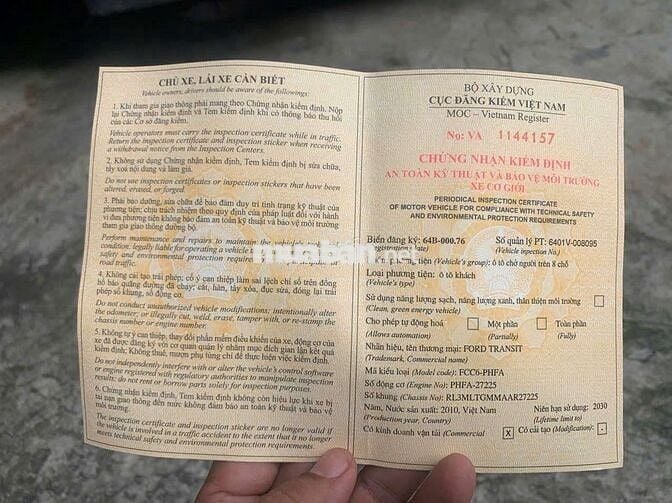 CHỦ XE, LÁI XE CẦN BIẾT
Vehicle owners, drivers should be aware of the followings:
1. Khi tham gia giao thông phải mang theo Chứng nhận kiểm định. Nộp
lại Chứng nhận kiểm định và Tem kiểm định khi có thông báo thu hồi
của các Cơ sở đăng kiểm.
Vehicle operators must carry the inspection certificate while in traffic.
Return the inspection certificate and inspection sticker when receiving
a withdrawal notice from the Inspection Centers.
2. Không sử dụng Chứng nhận kiểm định, Tem kiểm định bị sửa chữa,
tẩy xoá nội dung và làm giả.
Do not use inspection certificates or inspection stickers that have been
altered, erased, or forged.
3. Phải bảo dưỡng, sửa chữa để bảo đảm duy trì tình trạng kỹ thuật của
phương tiện; chịu trách nhiệm theo quy định của pháp luật đối với hành
vi đưa phương tiện không bảo đảm an toàn kỹ thuật và bảo vệ môi trường
tham gia giao thông đường bộ.
Perform maintenance and repairs to maintain the vehicle's technical
condition; legally liable for operating a vehicle that
safety and environmental protection requirements
road traffic.
4. Không cải tạo trái phép; cố ý can thiệp làm sai lệch chỉ số trên đồng
hồ báo quãng đường đã chạy; cắt, hàn, tẩy xóa, đục sửa, đóng lại trái
phép số khung, số động cơ.
Do not conduct unauthorized vehicle modifications; intentionally alter
the odometer; or illegally cut, weld, erase, tamper with, or re-stamp the
chassis number or engine number.
5. Không tự ý can thiệp, thay đổi phần mềm điều khiển của xe, động cơ của
xe đã được đăng ký với cơ quan quản lý nhằm mục đích gian lận kết quả
kiểm định; Không thuê, mượn phụ tùng chỉ để thực hiện việc kiểm định.
Do not independently interfere with or alter the vehicle's control software
or engine registered with regulatory authorities to manipulate inspection
results; do not rent or borrow parts solely for inspection purposes.
6. Chứng nhận kiểm định, Tem kiểm định không còn hiệu lực khi xe bị
tai nạn giao thông đến mức không đảm bảo an toàn kỹ thuật và bảo vệ
môi trường.
The inspection certificate and inspection sticker are no longer valid if
the vehicle is involved in a traffic accident to the extent that it no longer
meets technical safety and environmental protection requirements.
BỘ XÂY DỰNG
CỤC ĐĂNG KIỂM VIỆT NAM
MOC – Vietnam Register
No: VA 1144157
CHỨNG NHẬN KIỂM ĐỊNH
AN TOÀN KỸ THUẬT VÀ BẢO VỆ MÔI TRƯỜNG
XE CƠ GIỚI
PERIODICAL INSPECTION CERTIFICATE
OF MOTOR VEHICLE FOR COMPLIANCE WITH TECHNICAL SAFETY
AND ENVIRONMENTAL PROTECTION REQUIREMENTS
Biển đăng ký: 64B-000.76 Số quản lý PT: 6401V-008095
(Registration Plate) (Vehicle inpection No.)
tiện (Vehicle's group): ô tô chở người trên 8 chỗ
Loại phương tiện: ô tô khách
(Vehicle's type)
Sử dụng năng lượng sạch, năng lượng xanh, thân thiện môi trường
(Clean, green energy vehicle)
Cho phép tự động hoá Một phần Toàn phần
(Allows automation) (Partially) (Fully)
Nhãn hiệu, tên thương mại: FORD TRANSIT
(Trademark, Commercial name)
Mã kiểu loại (Model code): FCC6-PHFA
Số động cơ (Engine No): PHFA-27225
Số khung (Chassis No): RL3MLTGMMAAR27225
Năm, Nước sản xuất: 2010, Việt Nam Niên hạn sử dụng: 2030
(Production year, Country) (Lifetime limit to)
Có kinh doanh vận tải (Commercial X Có cải tạo (Modification): -
muaban.net